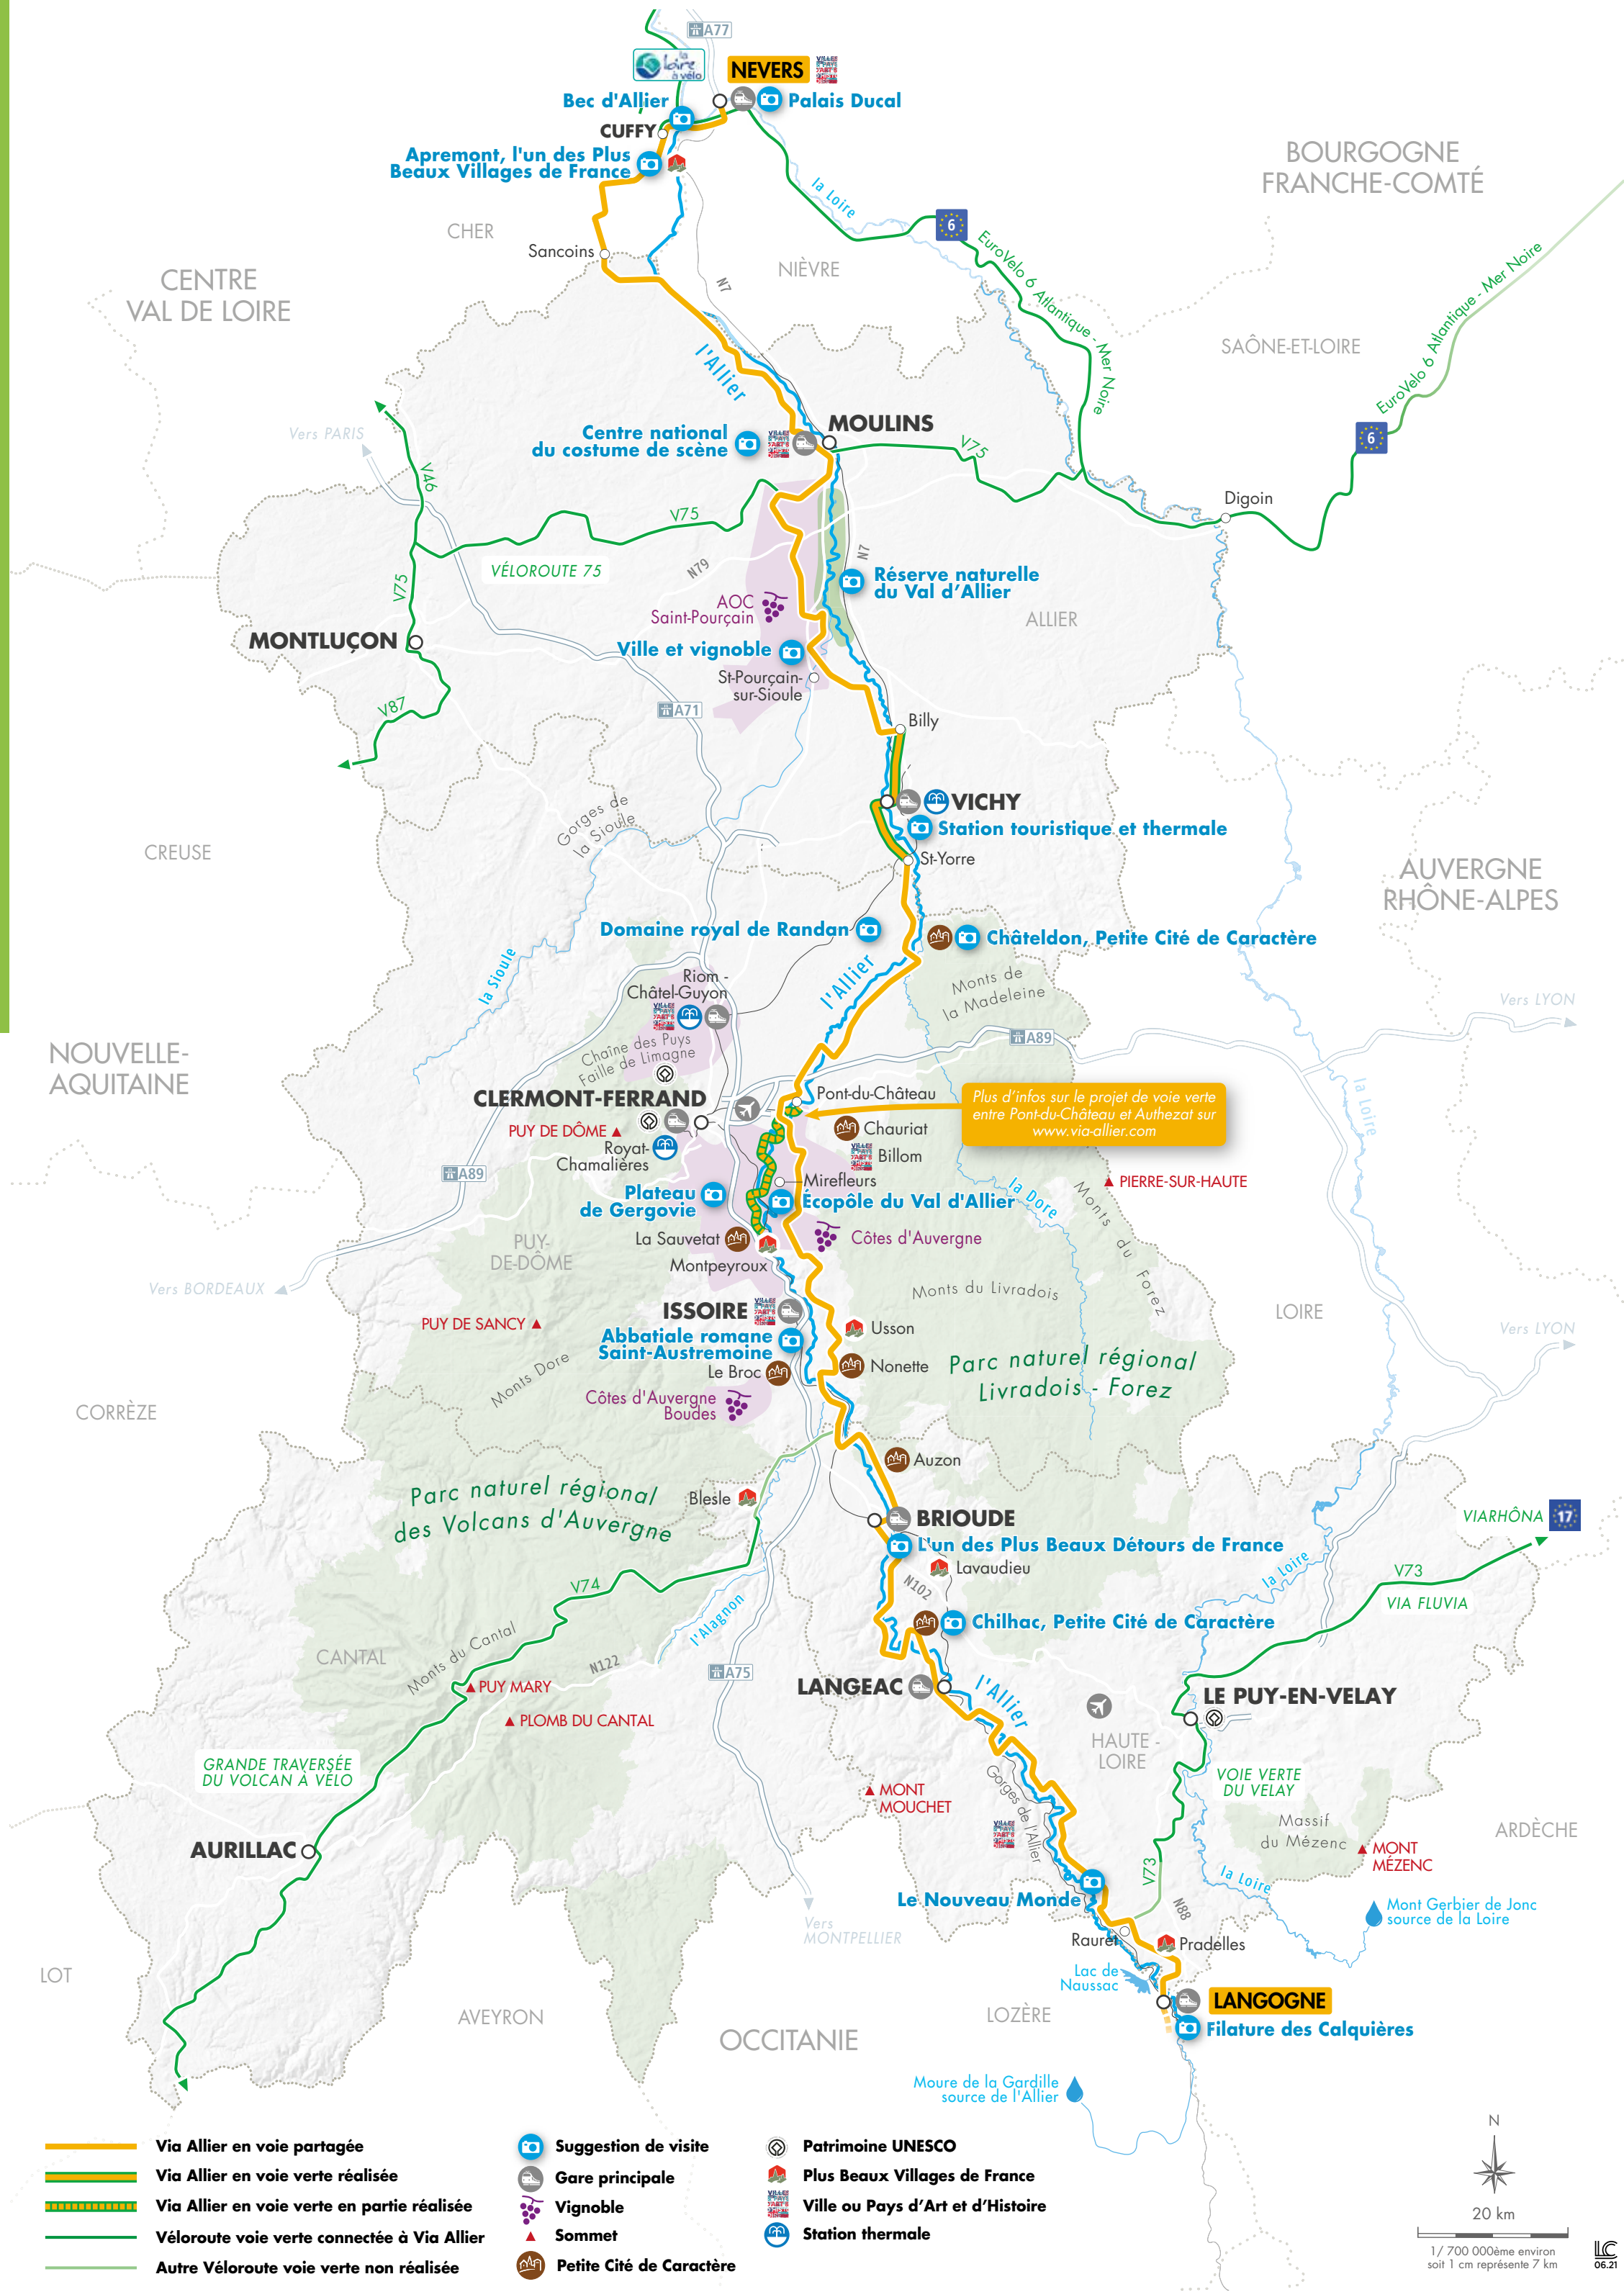 A77
la
loire
à vélo
NEVERS
Bec d'Allier
Palais Ducal
CUFFY
Apremont, l'un des Plus
Beaux Villages de France
BOURGOGNE
FRANCHE-COMTÉ
la Loire
6
EuroVelo 6 Atlantique - Mer Noire
EuroVelo 6 Atlantique - Mer Noire
CHER
Sancoins
NIÈVRE
N7
CENTRE
VAL DE LOIRE
SAÔNE-ET-LOIRE
l'Allier
6
Vers PARIS
MOULINS
Centre national
du costume de scène
V46
V75
V75
Digoin
VÉLOROUTE 75
N79
N7
V75
Réserve naturelle
du Val d'Allier
AOC
Saint-Pourçain
ALLIER
MONTLUÇON
Ville et vignoble
St-Pourçain-
sur-Sioule
V87
A71
Billy
Gorges de
la Sioule
VICHY
Station touristique et thermale
CREUSE
St-Yorre
AUVERGNE
RHÔNE-ALPES
Domaine royal de Randan
Châteldon, Petite Cité de Caractère
la Sioule
l'Allier
Riom -
Châtel-Guyon
Monts de
la Madeleine
Vers LYON
A89
NOUVELLE-
AQUITAINE
Chaîne des Puys
Faille de Limagne
CLERMONT-FERRAND
Pont-du-Château
Plus d'infos sur le projet de voie verte
entre Pont-du-Château et Authezat sur
www.via-allier.com
la Loire
PUY DE DÔME
Chauriat
Royat-
Chamalières
Billom
A89
Mirefleurs
PIERRE-SUR-HAUTE
Plateau
de Gergovie
Écopôle du Val d'Allier
la Dore
Monts du Forez
La Sauvetat
Côtes d'Auvergne
PUY-
DE-DÔME
Montpeyroux
Vers BORDEAUX
Monts du Livradois
ISSOIRE
LOIRE
PUY DE SANCY
Usson
Vers LYON
Abbatiale romane
Saint-Austremoine
Le Broc
Nonette
Parc naturel régional
Livradois - Forez
Monts Dore
Côtes d'Auvergne
Boudes
CORRÈZE
Auzon
Parc naturel régional
des Volcans d'Auvergne
Blesle
BRIOUDE
VIARHÔNA
17
L'un des Plus Beaux Détours de France
Lavaudieu
la Loire
V73
V74
N102
VIA FLUVIA
l'Alagnon
Chilhac, Petite Cité de Caractère
CANTAL
Monts du Cantal
N122
A75
PUY MARY
LANGEAC
l'Allier
LE PUY-EN-VELAY
PLOMB DU CANTAL
HAUTE -
LOIRE
GRANDE TRAVERSÉE
DU VOLCAN À VÉLO
VOIE VERTE
DU VELAY
MONT
MOUCHET
Gorges de l'Allier
Massif
du Mézenc
ARDÈCHE
AURILLAC
MONT
MÉZENC
V73
la Loire
Le Nouveau Monde
N88
Mont Gerbier de Jonc
source de la Loire
Vers
MONTPELLIER
Rauret
Pradelles
LOT
Lac de
Naussac
LANGOGNE
AVEYRON
LOZÈRE
Filature des Calquières
OCCITANIE
Moure de la Gardille
source de l'Allier
Via Allier en voie partagée
Via Allier en voie verte réalisée
Via Allier en voie verte en partie réalisée
Véloroute voie verte connectée à Via Allier
Autre Véloroute voie verte non réalisée
Suggestion de visite
Gare principale
Vignoble
Sommet
Petite Cité de Caractère
Patrimoine UNESCO
Plus Beaux Villages de France
Ville ou Pays d'Art et d'Histoire
Station thermale
N
20 km
1/ 700 000ème environ
soit 1 cm représente 7 km
LC
06.21